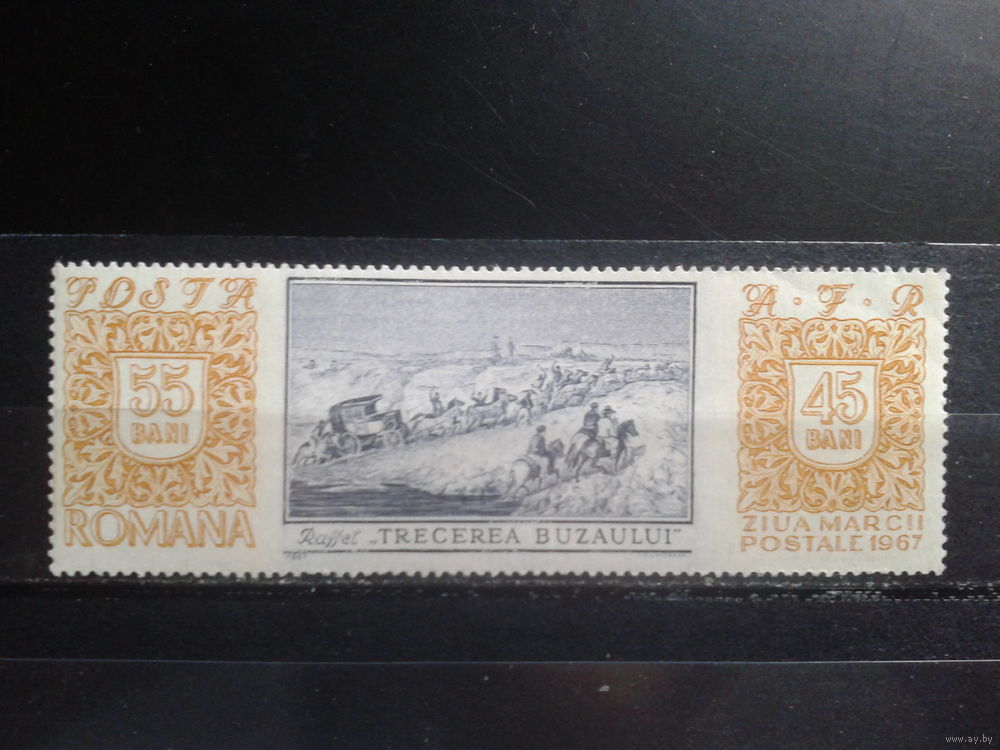 POSTA
55
BANI
ROMANA
Raffet „TRECEREA BUZAULUI"
A·F·R
45
BANI
ZIUA MARCII
POSTALE 1967
www.ay.by